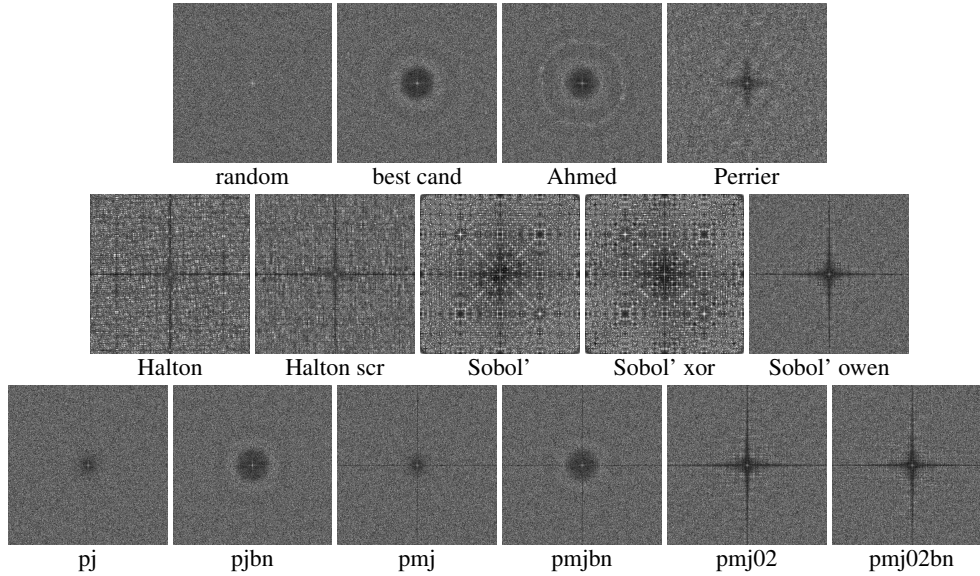 random best cand Ahmed Perrier
Halton Halton scr Sobol’ Sobol’ xor Sobol’ owen
pj pjbn pmj pmjbn pmj02 pmj02bn